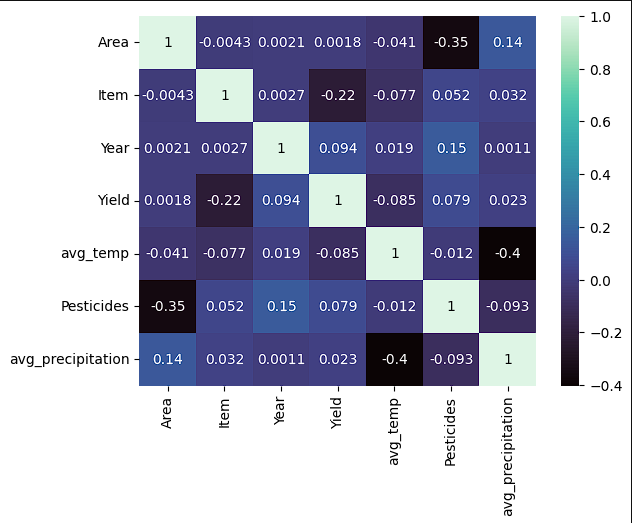 Area 1 -0.0043 0.0021 0.0018 -0.041 -0.35 0.14
Item -0.0043 1 0.0027 -0.22 -0.077 0.052 0.032
Year 0.0021 0.0027 1 0.094 0.019 0.15 0.0011
Yield 0.0018 -0.22 0.094 1 -0.085 0.079 0.023
avg_temp -0.041 -0.077 0.019 -0.085 1 -0.012 -0.4
Pesticides -0.35 0.052 0.15 0.079 -0.012 1 -0.093
avg_precipitation 0.14 0.032 0.0011 0.023 -0.4 -0.093 1
Area
Item
Year
Yield
avg_temp
Pesticides
avg_precipitation
1.0
0.8
0.6
0.4
0.2
0.0
−0.2
−0.4